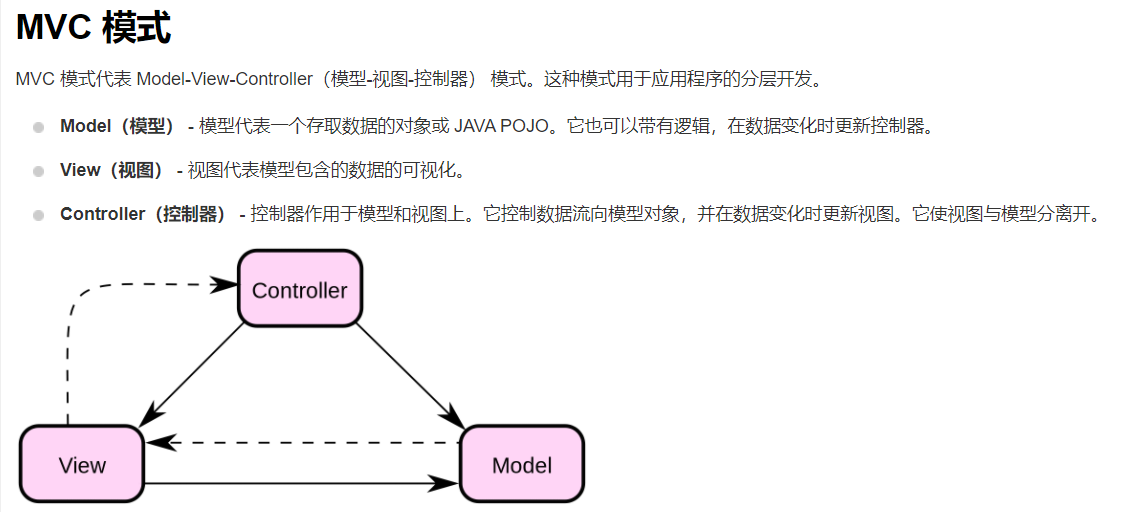 MVC 模式
MVC 模式代表 Model-View-Controller（模型-视图-控制器） 模式。这种模式用于应用程序的分层开发。
Model（模型） - 模型代表一个存取数据的对象或 JAVA POJO。它也可以带有逻辑，在数据变化时更新控制器。
View（视图） - 视图代表模型包含的数据的可视化。
Controller（控制器） - 控制器作用于模型和视图上。它控制数据流向模型对象，并在数据变化时更新视图。它使视图与模型分离开。
Controller
View
Model